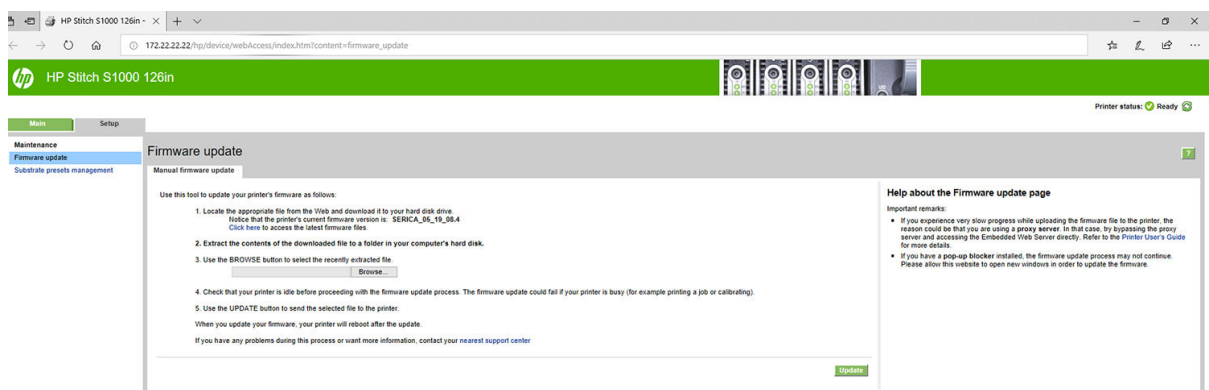 HP Stitch S1000 126in -
172.22.22.22/hp/device/webAccess/index.htm?content=firmware_update
hp
HP Stitch S1000 126in
Printer status: Ready
Main
Setup
Maintenance
Firmware update
Substrate presets management
Firmware update
?
Manual firmware update
Use this tool to update your printer's firmware as follows:
1. Locate the appropriate file from the Web and download it to your hard disk drive.
Notice that the printer's current firmware version is: SERICA_05_19_08.4
Click here to access the latest firmware files.
2. Extract the contents of the downloaded file to a folder in your computer's hard disk.
3. Use the BROWSE button to select the recently extracted file.
Browse...
4. Check that your printer is idle before proceeding with the firmware update process. The firmware update could fail if your printer is busy (for example printing a job or calibrating).
5. Use the UPDATE button to send the selected file to the printer.
When you update your firmware, your printer will reboot after the update.
If you have any problems during this process or want more information, contact your nearest support center
Update
Help about the Firmware update page
Important remarks:
• If you experience very slow progress while uploading the firmware file to the printer, the
reason could be that you are using a proxy server. In that case, try bypassing the proxy
server and accessing the Embedded Web Server directly. Refer to the Printer User's Guide
for more details.
• If you have a pop-up blocker installed, the firmware update process may not continue.
Please allow this website to open new windows in order to update the firmware.